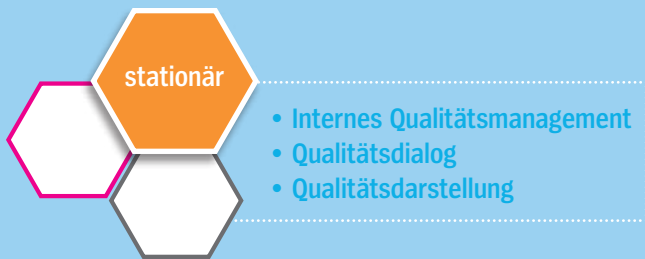 stationär
• Internes Qualitätsmanagement
• Qualitätsdialog
• Qualitätsdarstellung